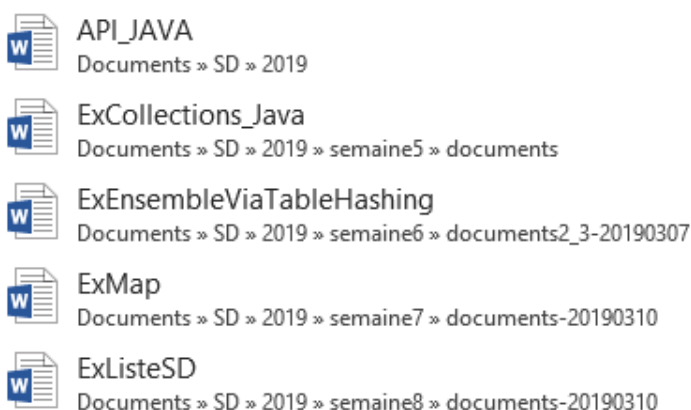 API_JAVA
Documents » SD » 2019
ExCollections_Java
Documents » SD » 2019 » semaine5 » documents
ExEnsembleViaTableHashing
Documents » SD » 2019 » semaine6 » documents2_3-20190307
ExMap
Documents » SD » 2019 » semaine7 » documents-20190310
ExListeSD
Documents » SD » 2019 » semaine8 » documents-20190310